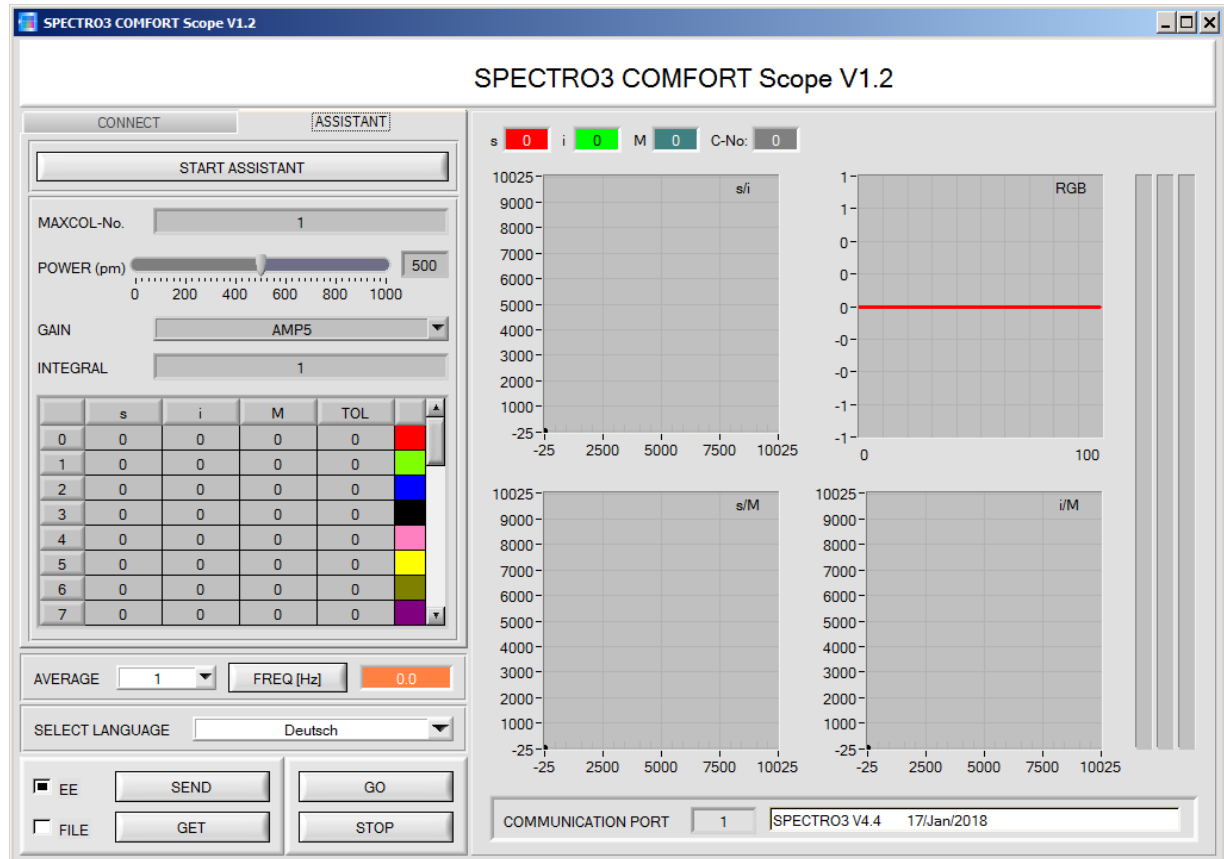 SPECTRO3 COMFORT Scope V1.2
SPECTRO3 COMFORT Scope V1.2
CONNECT ASSISTANT
START ASSISTANT
MAXCOL-No. 1
POWER (pm) 500
0 200 400 600 800 1000
GAIN AMP5
INTEGRAL 1
s i M TOL
0 0 0 0 0
1 0 0 0 0
2 0 0 0 0
3 0 0 0 0
4 0 0 0 0
5 0 0 0 0
6 0 0 0 0
7 0 0 0 0
AVERAGE 1 FREQ [Hz] 0.0
SELECT LANGUAGE Deutsch
EE SEND GO
FILE GET STOP
s 0 i 0 M 0 C-No: 0
s/i
10025
9000
8000
7000
6000
5000
4000
3000
2000
1000
-25
-25 2500 5000 7500 10025
RGB
1
1
0
0
0
-0
-0
-1
-1
0 100
s/M
10025
9000
8000
7000
6000
5000
4000
3000
2000
1000
-25
-25 2500 5000 7500 10025
i/M
10025
9000
8000
7000
6000
5000
4000
3000
2000
1000
-25
-25 2500 5000 7500 10025
COMMUNICATION PORT 1 SPECTRO3 V4.4 17/Jan/2018